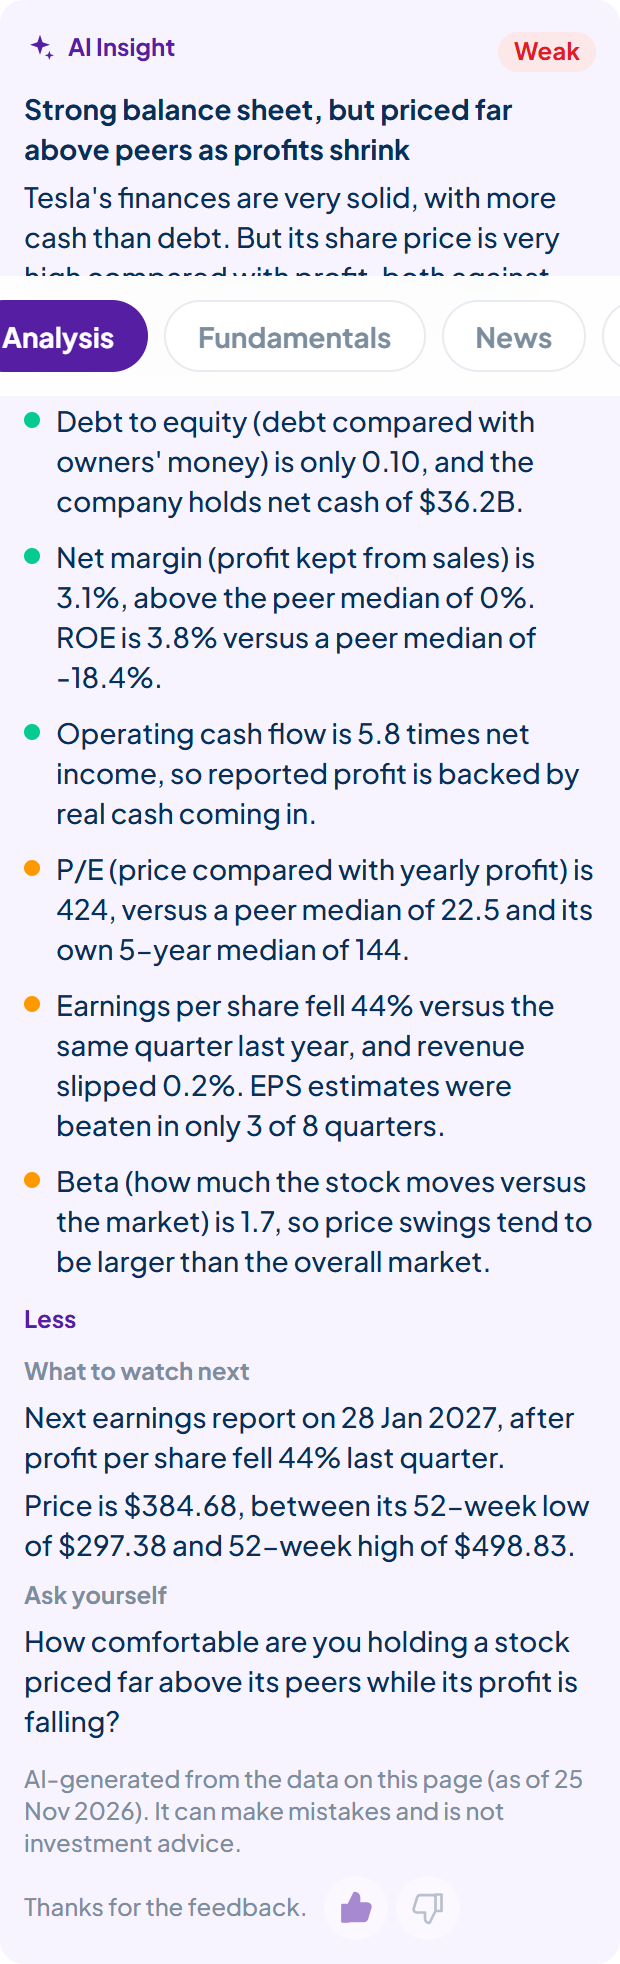 AI Insight
Weak
Strong balance sheet, but priced far
above peers as profits shrink
Tesla's finances are very solid, with more
cash than debt. But its share price is very
high compared with profit, both against
Analysis
Fundamentals
News
Debt to equity (debt compared with
owners' money) is only 0.10, and the
company holds net cash of $36.2B.
Net margin (profit kept from sales) is
3.1%, above the peer median of 0%.
ROE is 3.8% versus a peer median of
-18.4%.
Operating cash flow is 5.8 times net
income, so reported profit is backed by
real cash coming in.
P/E (price compared with yearly profit) is
424, versus a peer median of 22.5 and its
own 5-year median of 144.
Earnings per share fell 44% versus the
same quarter last year, and revenue
slipped 0.2%. EPS estimates were
beaten in only 3 of 8 quarters.
Beta (how much the stock moves versus
the market) is 1.7, so price swings tend to
be larger than the overall market.
Less
What to watch next
Next earnings report on 28 Jan 2027, after
profit per share fell 44% last quarter.
Price is $384.68, between its 52-week low
of $297.38 and 52-week high of $498.83.
Ask yourself
How comfortable are you holding a stock
priced far above its peers while its profit is
falling?
AI-generated from the data on this page (as of 25
Nov 2026). It can make mistakes and is not
investment advice.
Thanks for the feedback.